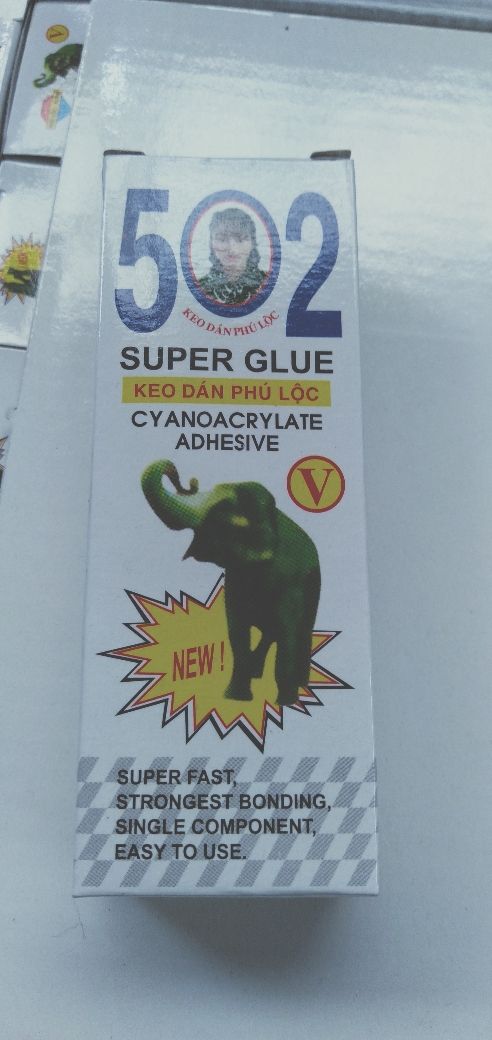 502
KEO DÁN PHÚ LỘC
SUPER GLUE
KEO DÁN PHÚ LỘC
CYANOACRYLATE
ADHESIVE
V
NEW !
SUPER FAST,
STRONGEST BONDING,
SINGLE COMPONENT,
EASY TO USE.
V